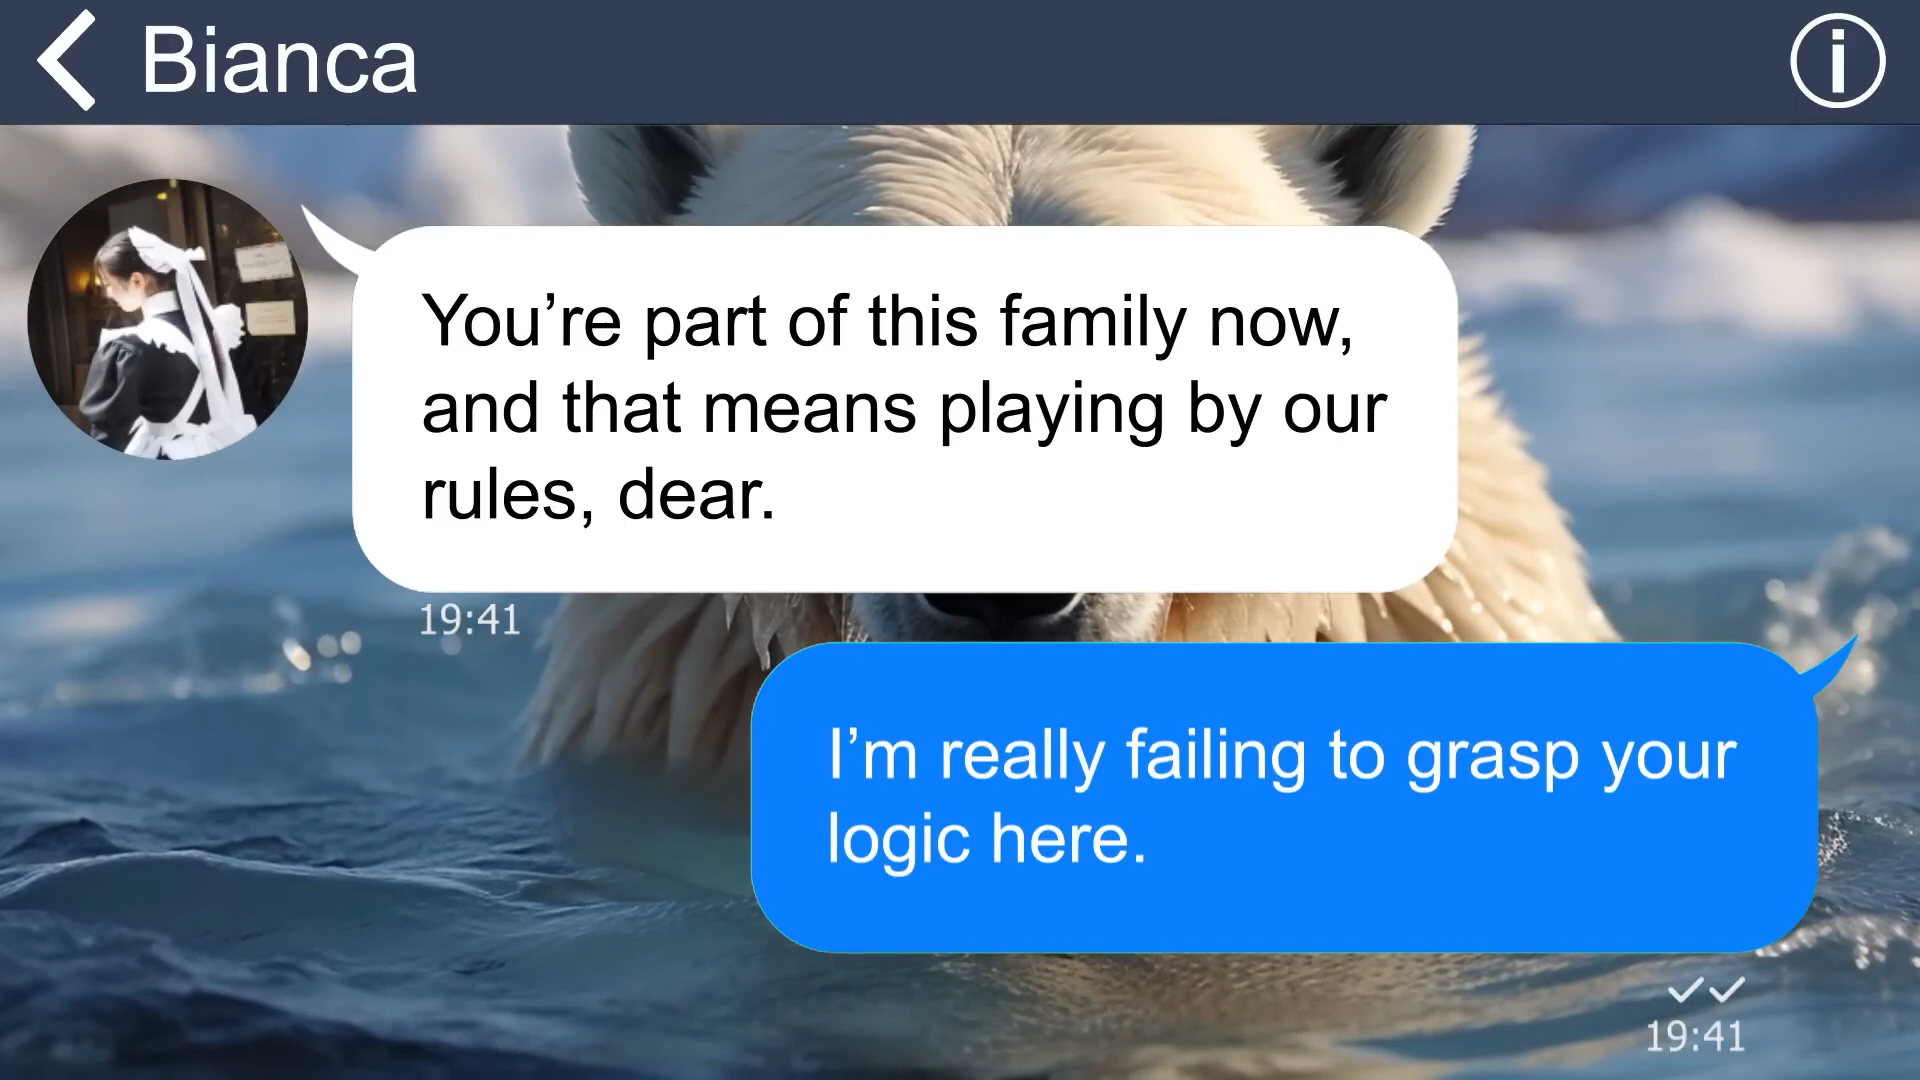 Bianca
You’re part of this family now,
and that means playing by our
rules, dear.
19:41
I’m really failing to grasp your
logic here.
19:41